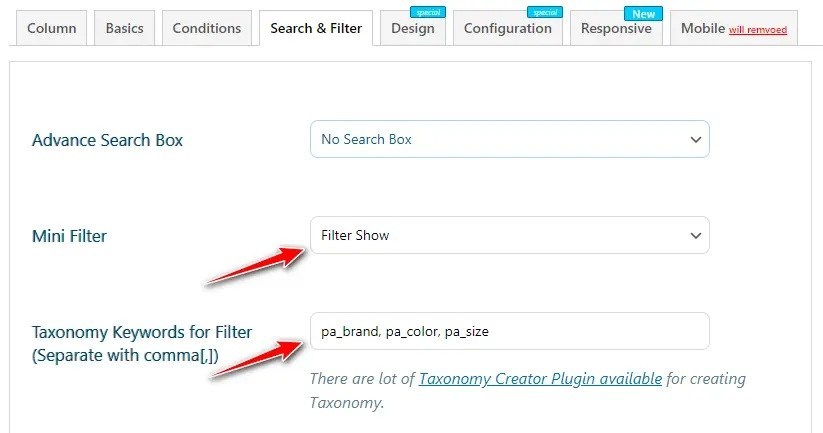 special special New
Column Basics Conditions Search & Filter Design Configuration Responsive Mobile will remvoed
Advance Search Box No Search Box
Mini Filter Filter Show
Taxonomy Keywords for Filter pa_brand, pa_color, pa_size
(Separate with comma[,])
There are lot of Taxonomy Creator Plugin available for creating
Taxonomy.